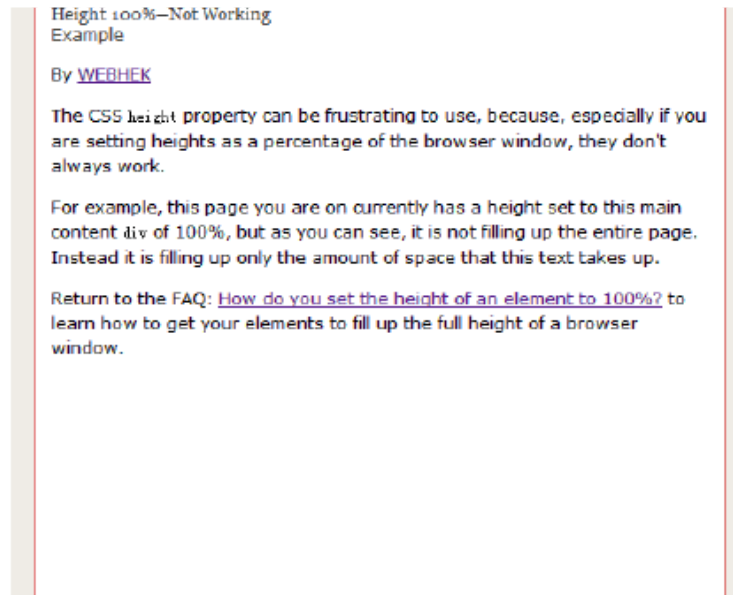 Height 100%—Not Working
Example
By WEBHEK
The CSS height property can be frustrating to use, because, especially if you
are setting heights as a percentage of the browser window, they don't
always work.
For example, this page you are on currently has a height set to this main
content div of 100%, but as you can see, it is not filling up the entire page.
Instead it is filling up only the amount of space that this text takes up.
Return to the FAQ: How do you set the height of an element to 100%? to
learn how to get your elements to fill up the full height of a browser
window.